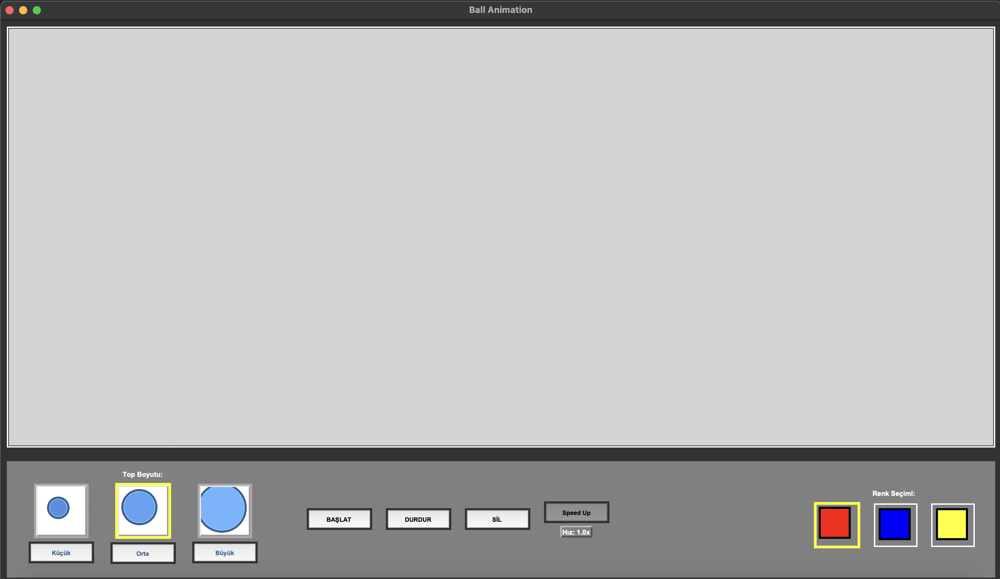 Ball Animation
Top Boyutu:
Küçük
Orta
Büyük
BAŞLAT
DURDUR
SİL
Speed Up
Hız: 1.0x
Renk Seçimi: